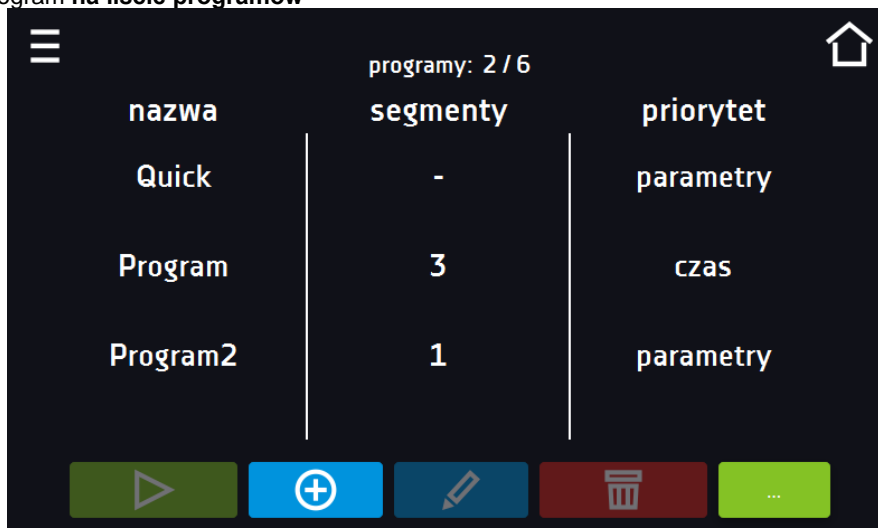 programy: 2 / 6
nazwa segmenty priorytet
Quick - parametry
Program 3 czas
Program2 1 parametry
...